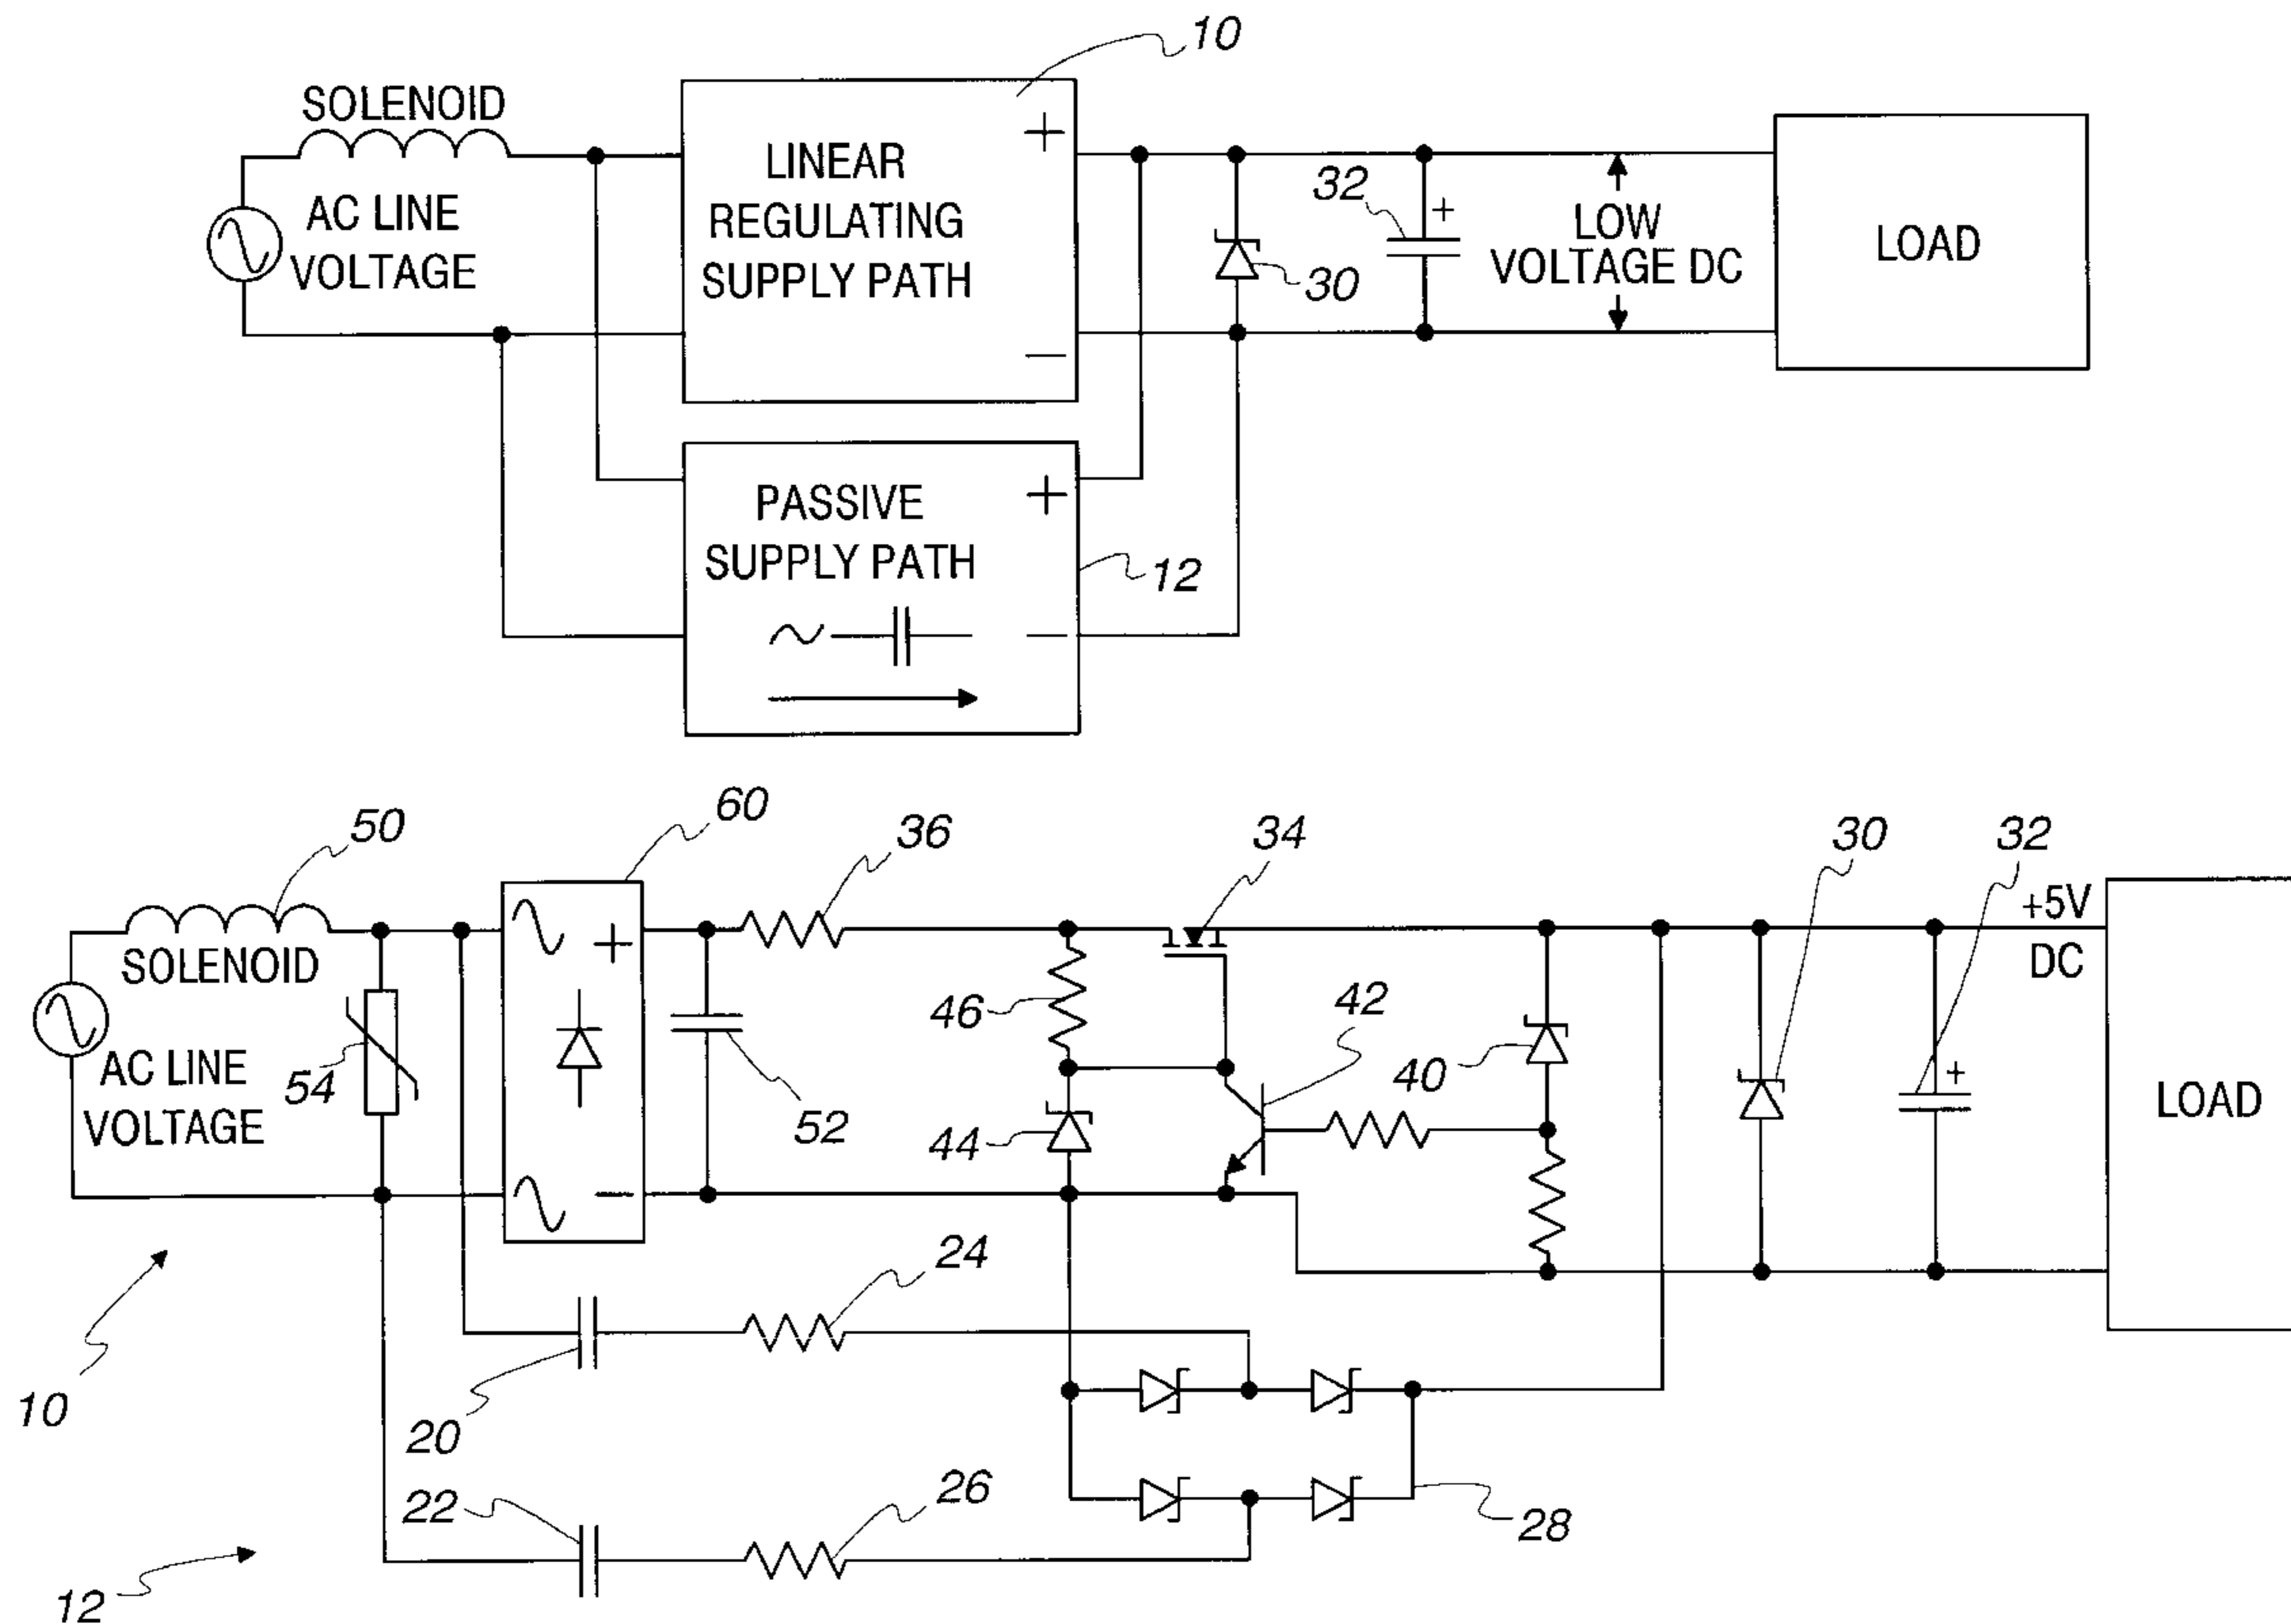 10
SOLENOID
LINEAR
REGULATING
SUPPLY PATH
+
−
AC LINE
VOLTAGE
32
+
30
LOW
VOLTAGE DC
LOAD
PASSIVE
SUPPLY PATH
+
−
12
50
60
36
34
30
32
SOLENOID
+
−
AC LINE
VOLTAGE
54
52
46
44
42
40
+
+5V
DC
LOAD
10
24
20
22
26
28
12